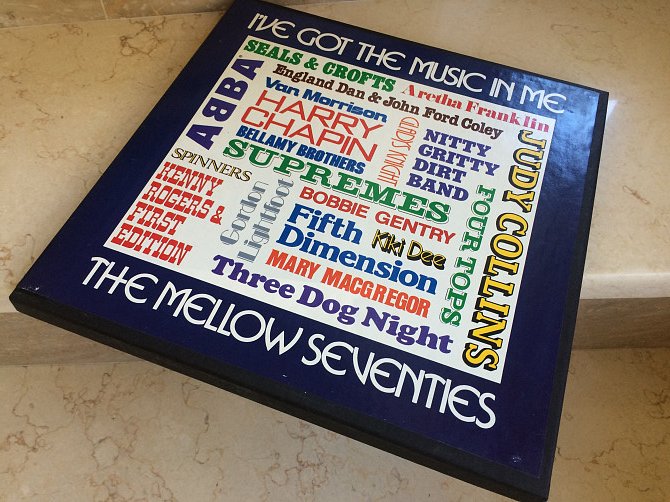 I'VE GOT THE MUSIC IN ME
ABBA
SEALS & CROFTS
Aretha Franklin
England Dan & John Ford Coley
Van Morrison
HARRY
CHAPIN
GLADYS KNIGHT
NITTY
GRITTY
DIRT
BAND
JUDY COLLINS
BELLAMY BROTHERS
SUPREMES
SPINNERS
KENNY
ROGERS &
FIRST
EDITION
Gordon
Lightfoot
BOBBIE GENTRY
Fifth
Dimension
Kiki Dee
FOUR TOPS
MARY MACGREGOR
Three Dog Night
THE MELLOW SEVENTIES